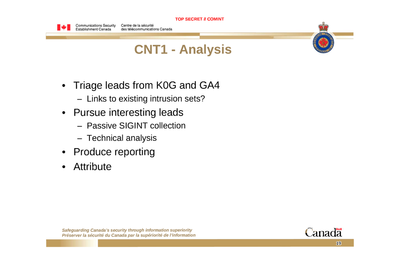 TOP SECRET // COMINT
Communications Security Establishment Canada
Centre de la sécurité des télécommunications Canada
CNT1 - Analysis
• Triage leads from K0G and GA4
– Links to existing intrusion sets?
• Pursue interesting leads
– Passive SIGINT collection
– Technical analysis
• Produce reporting
• Attribute
Safeguarding Canada's security through information superiority
Préserver la sécurité du Canada par la supériorité de l'information
Canada